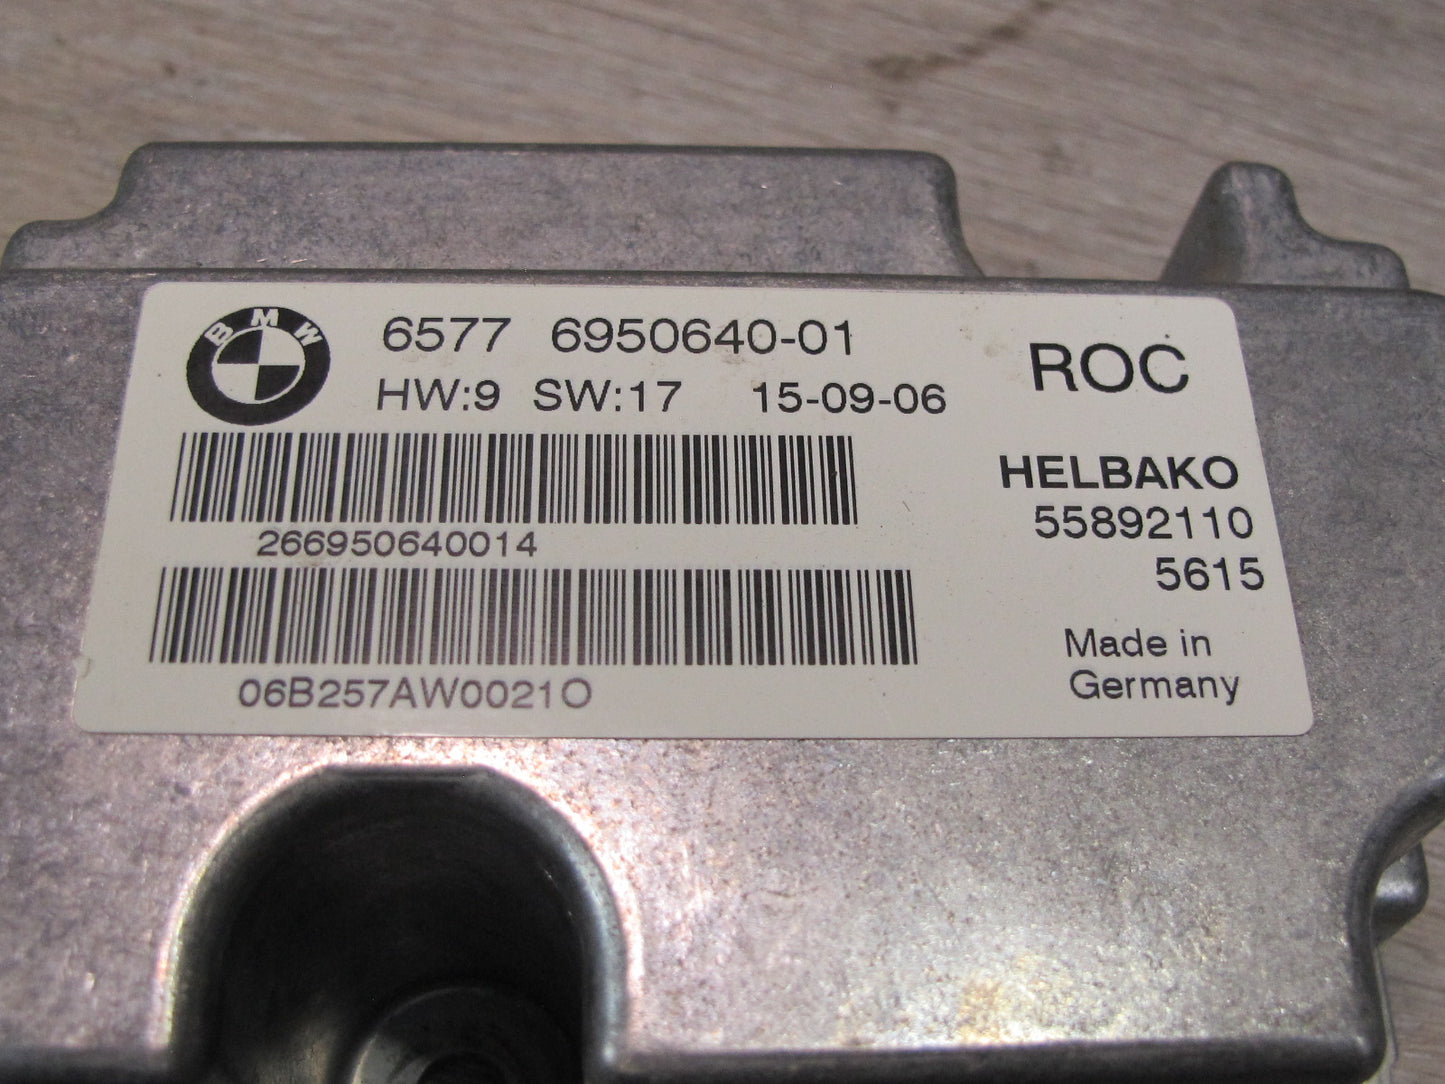 BMW
6577 6950640-01
HW:9 SW:17 15-09-06
ROC
266950640014
06B257AW0021O
HELBAKO
55892110
5615
Made in
Germany